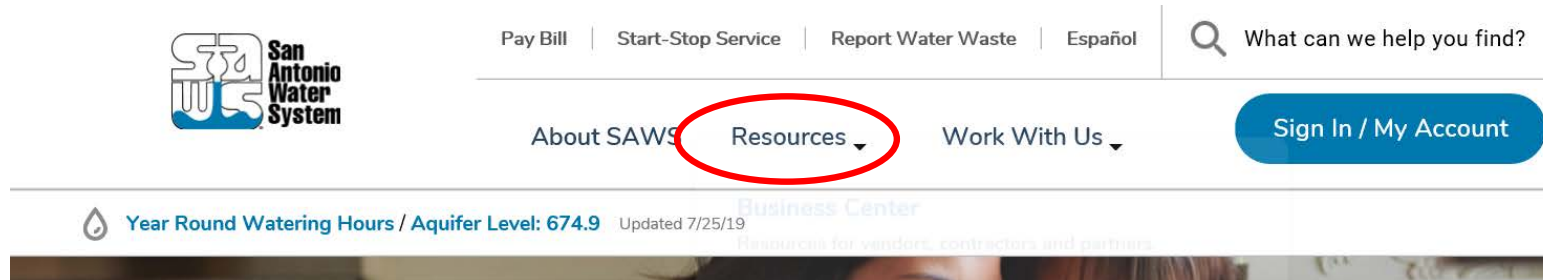 SAWS
San
Antonio
Water
System
Pay Bill | Start-Stop Service | Report Water Waste | Español
What can we help you find?
About SAWS Resources Work With Us
Sign In / My Account
Year Round Watering Hours / Aquifer Level: 674.9 Updated 7/25/19
Business Center
Resources for vendors, contractors and partners